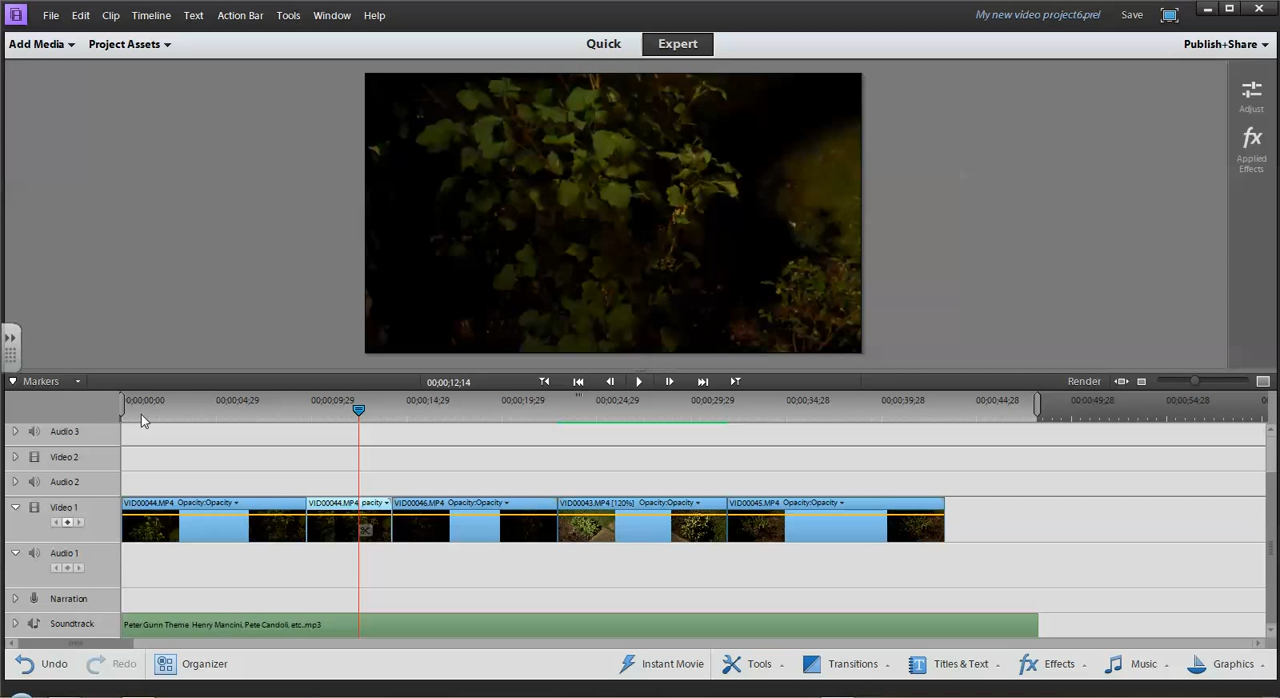 File Edit Clip Timeline Text Action Bar Tools Window Help My new video project6.prel Save
Add Media Project Assets Quick Expert Publish+Share
Adjust
fx
Applied
Effects
Markers 00;00;12;14 Render
0;00;00;00 00;00;04;29 00;00;09;29 00;00;14;29 00;00;19;29 00;00;24;29 00;00;29;29 00;00;34;28 00;00;39;28 00;00;44;28 00;00;49;28 00;00;54;28
Audio 3
Video 2
Audio 2
VID00044.MP4 Opacity:Opacity VID00044.MP4 pacity VID00046.MP4 Opacity:Opacity VID00043.MP4 [120%] Opacity:Opacity VID00045.MP4 Opacity:Opacity
Video 1
Audio 1
Narration
Soundtrack Peter Gunn Theme Henry Mancini, Pete Candoli, etc..mp3
Undo Redo Organizer Instant Movie Tools Transitions Titles & Text fx Effects Music Graphics